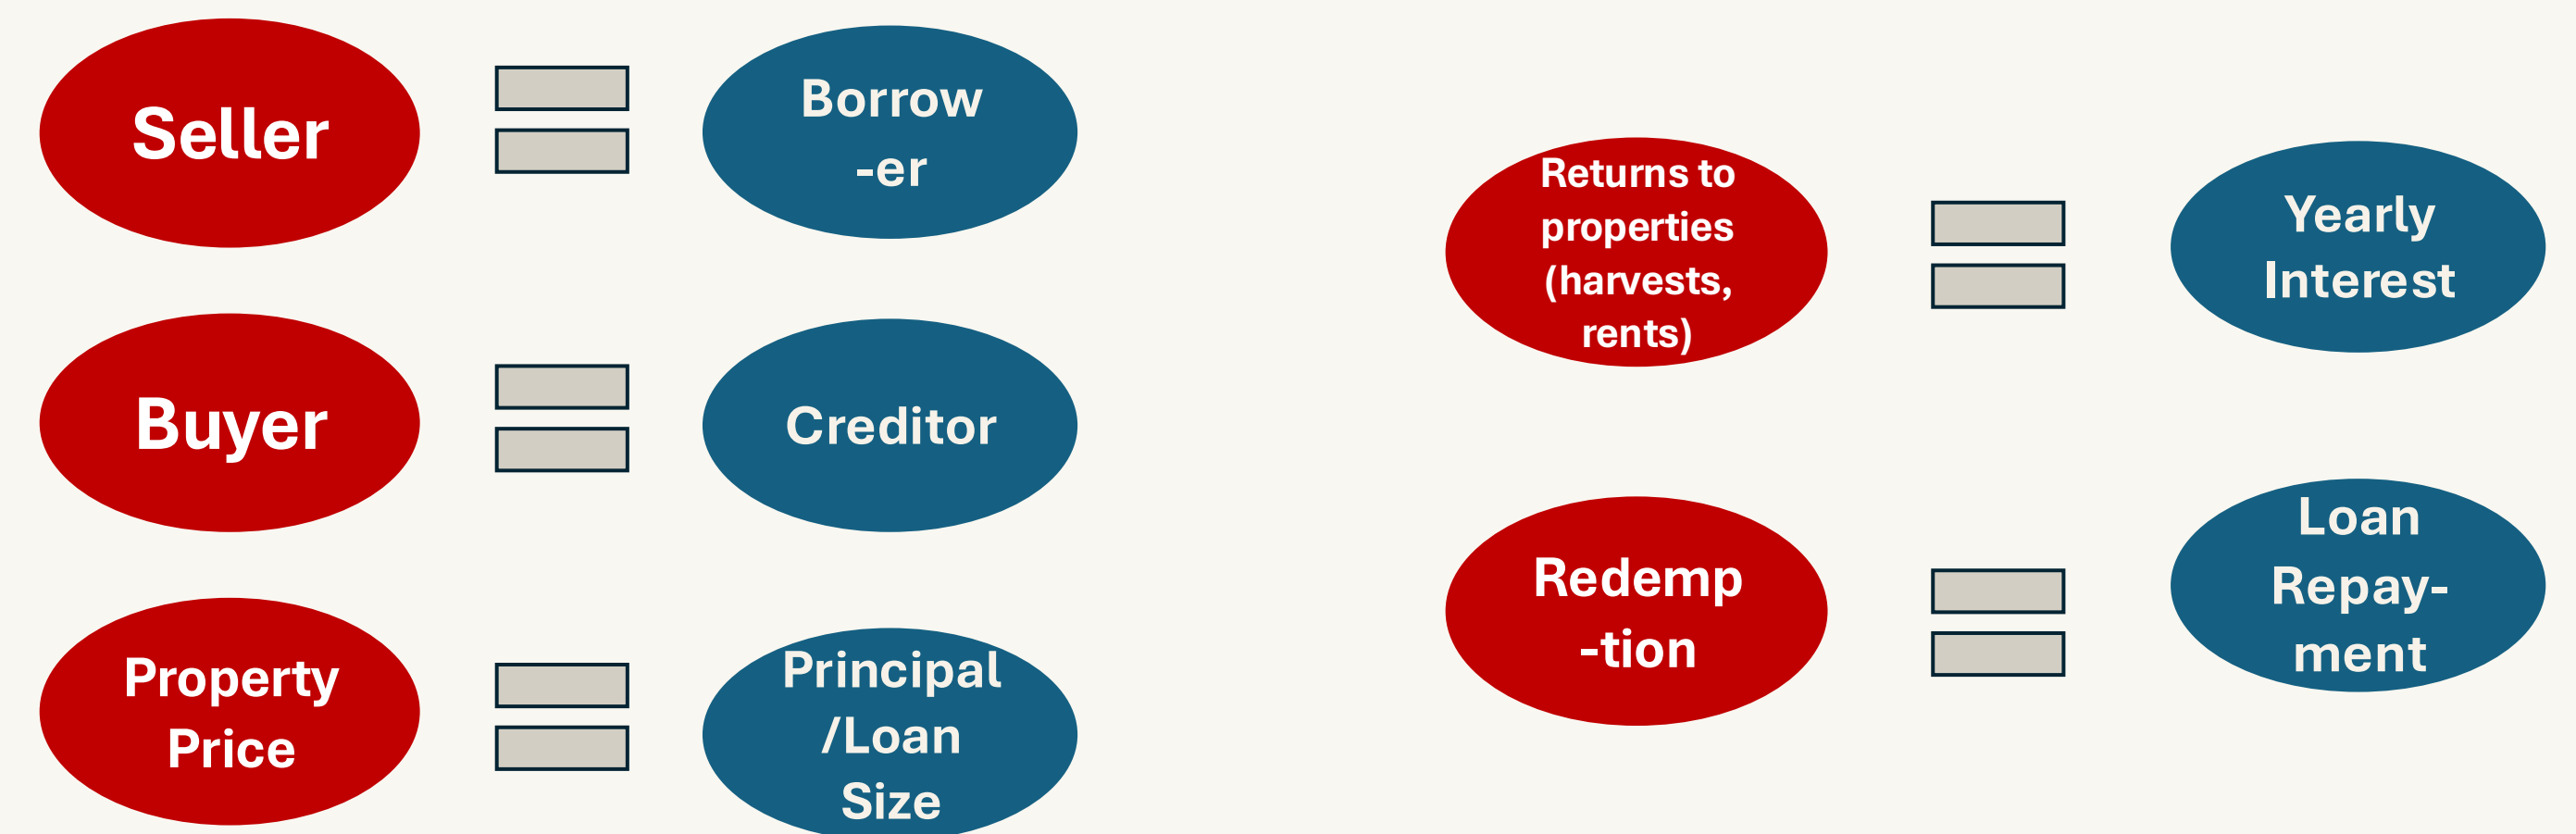 Seller
Borrow
-er
Buyer
Creditor
Property
Price
Principal
/Loan
Size
Returns to
properties
(harvests,
rents)
Yearly
Interest
Redemp
-tion
Loan
Repay-
ment